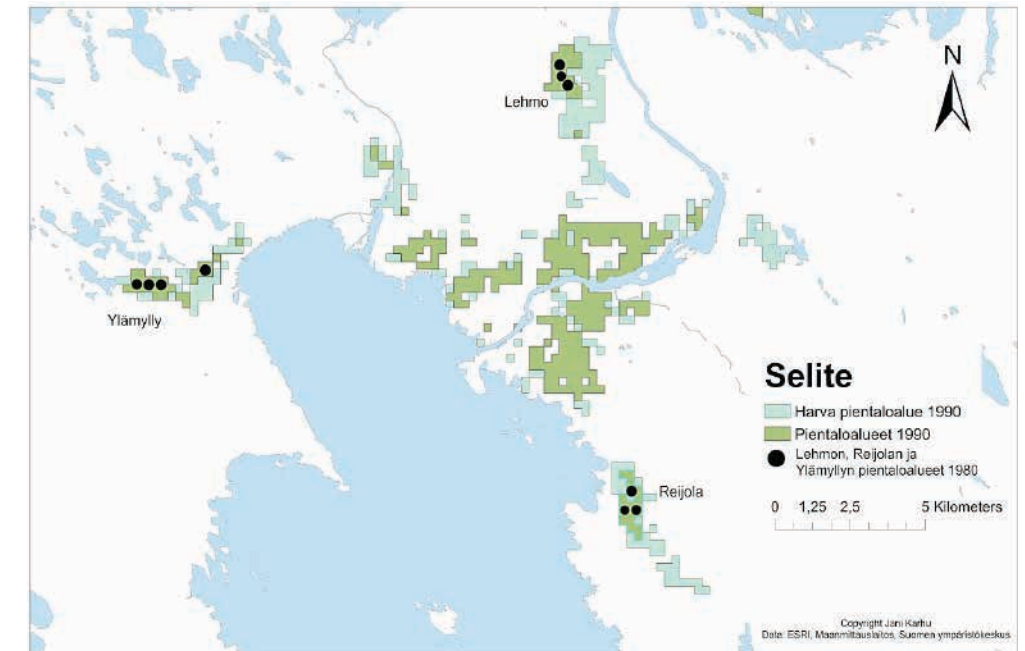 N
Lehmo
Ylämylly
Selite
Harva pientaloalue 1990
Pientaloalueet 1990
Lehmon, Reijolan ja
Ylämyllyn pientaloalueet 1980
Reijola
0 1,25 2,5 5 Kilometers
Copyright Jani Karhu
Data: ESRI, Maanmittauslaitos, Suomen ympäristökeskus